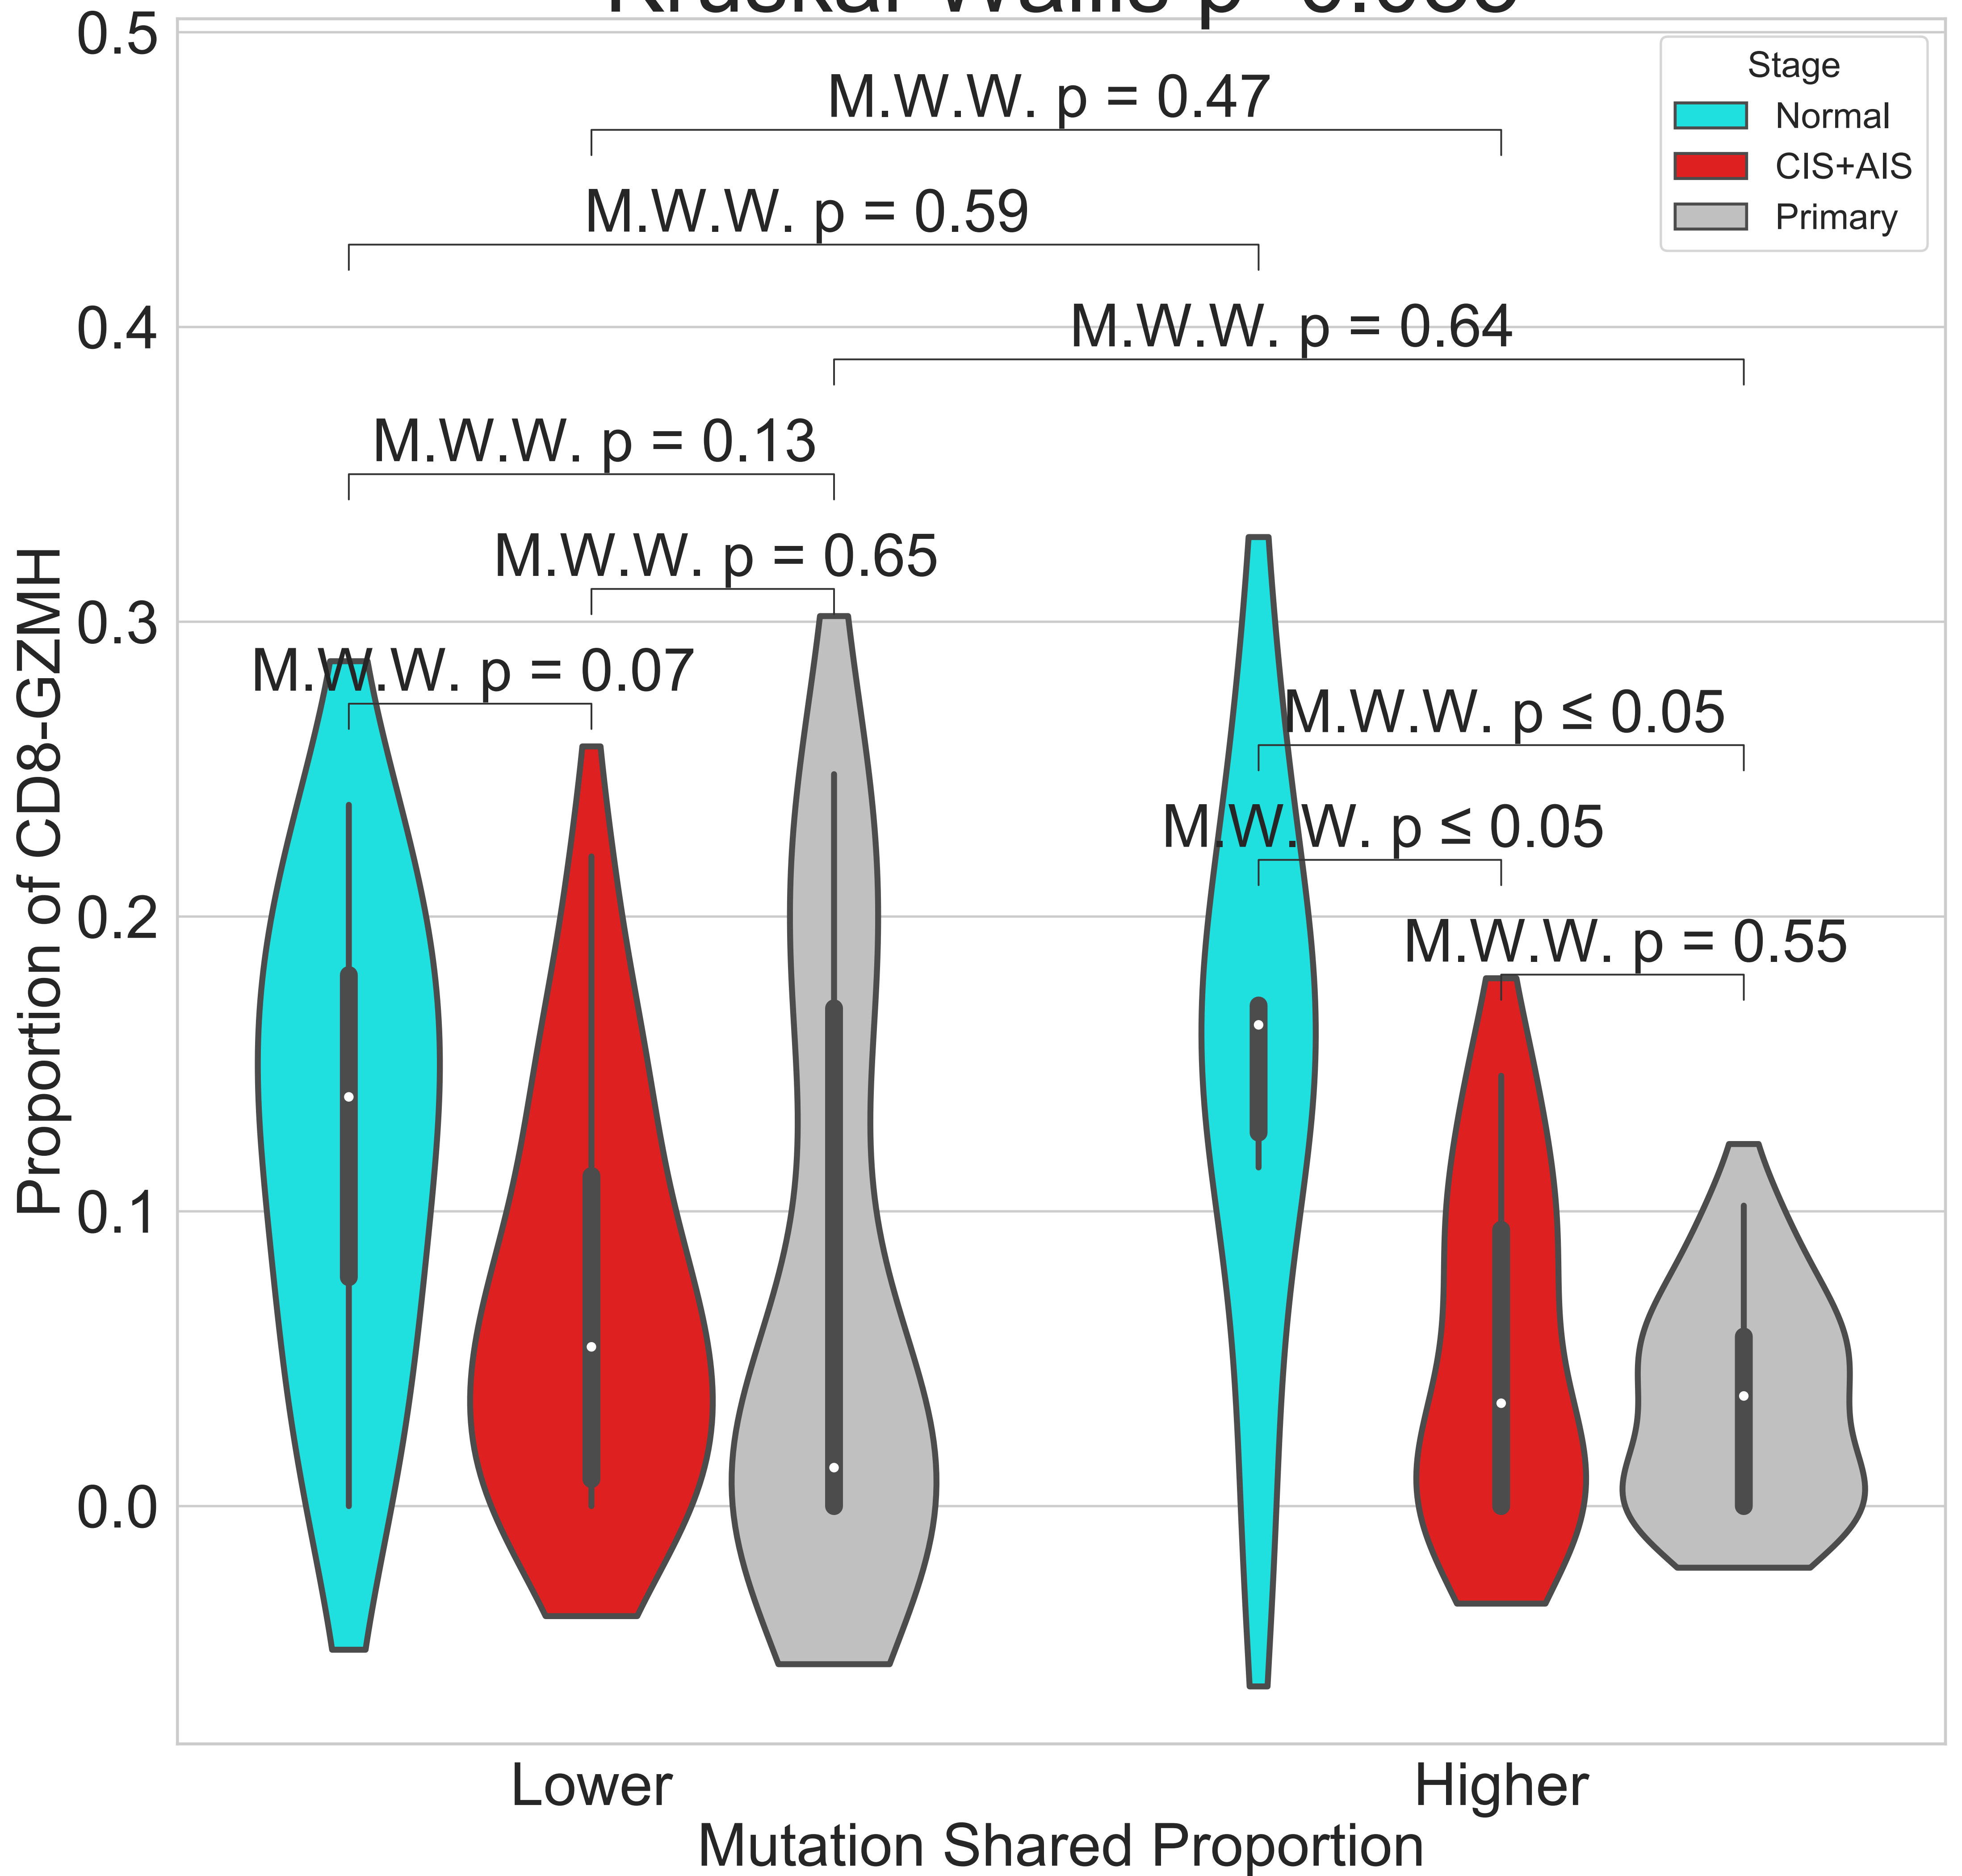 Stage
Normal
CIS+AIS
Primary
0.5
0.4
0.3
0.2
0.1
0.0
Proportion of CD8-GZMH
M.W.W. p = 0.47
M.W.W. p = 0.59
M.W.W. p = 0.64
M.W.W. p = 0.13
M.W.W. p = 0.65
M.W.W. p = 0.07
M.W.W. p ≤ 0.05
M.W.W. p ≤ 0.05
M.W.W. p = 0.55
Lower
Higher
Mutation Shared Proportion